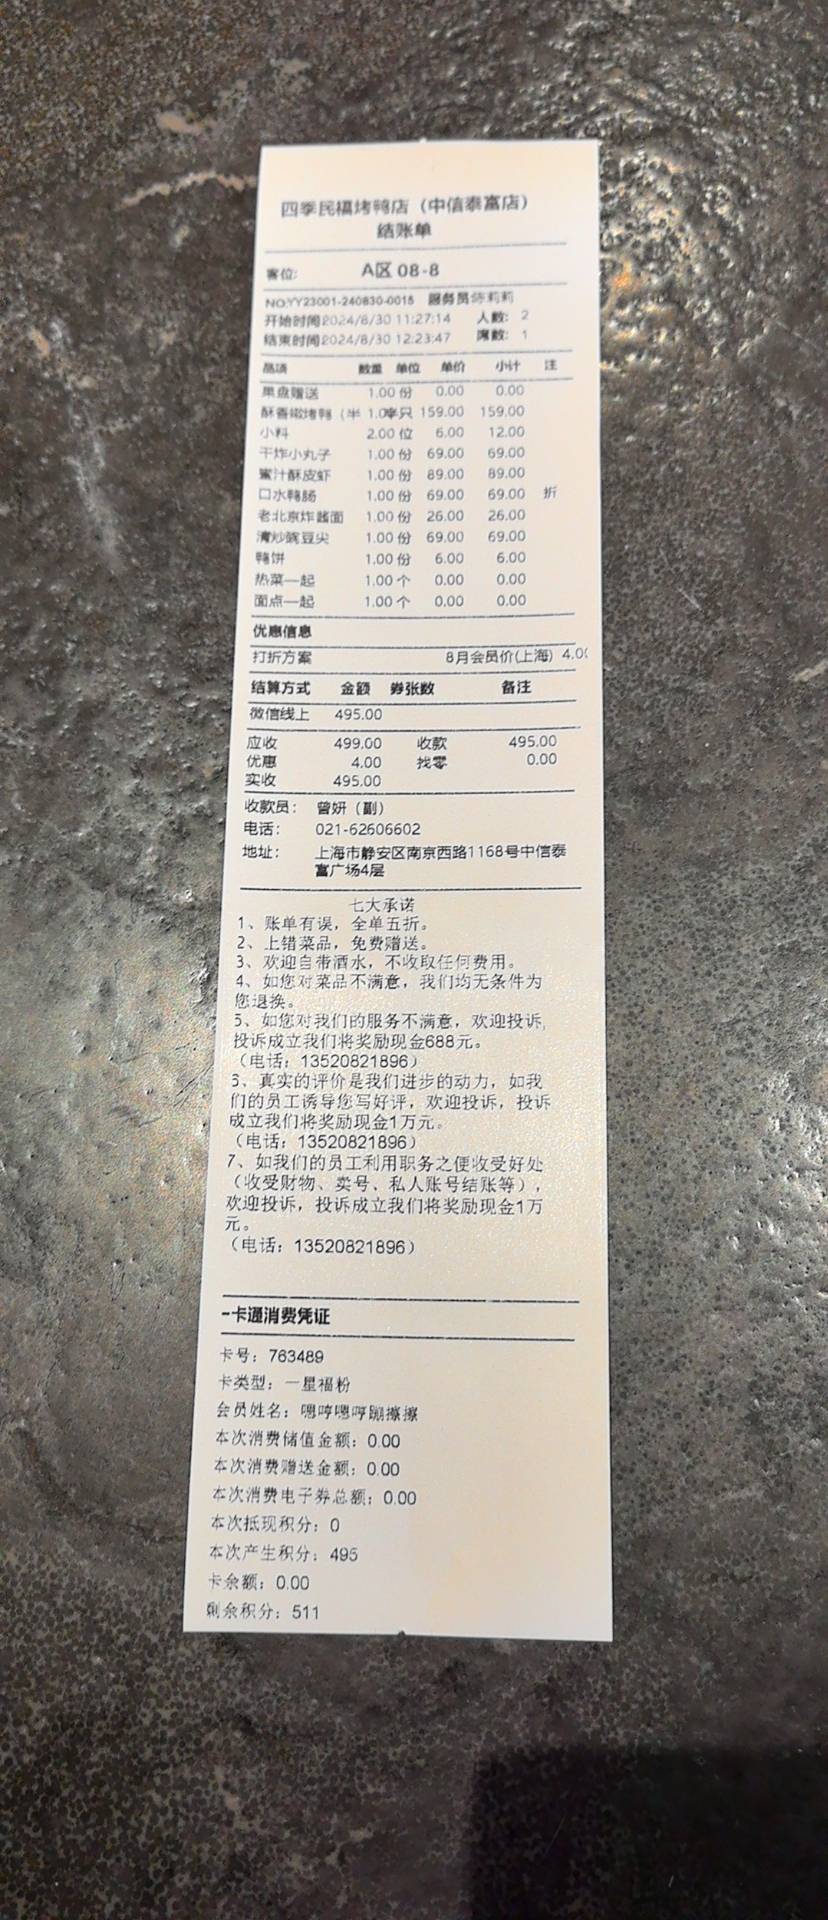 四季民福烤鸭店（中信泰富店）
结账单
客位: A区 08-8
NO:YY23001-240830-0015 服务员:陈莉莉
开始时间2024/8/30 11:27:14 人数: 2
结束时间2024/8/30 12:23:47 席数: 1
品项 数量 单位 单价 小计 注
果盘赠送 1.00 份 0.00 0.00
酥香嫩烤鸭（半 1.00半只 159.00 159.00
小料 2.00 位 6.00 12.00
干炸小丸子 1.00 份 69.00 69.00
蜜汁酥皮虾 1.00 份 89.00 89.00
口水鸭肠 1.00 份 69.00 69.00 折
老北京炸酱面 1.00 份 26.00 26.00
清炒豌豆尖 1.00 份 69.00 69.00
鸭饼 1.00 份 6.00 6.00
热菜一起 1.00 个 0.00 0.00
面点一起 1.00 个 0.00 0.00
优惠信息
打折方案 8月会员价(上海) 4.00
结算方式 金额 券张数 备注
微信线上 495.00
应收 499.00 收款 495.00
优惠 4.00 找零 0.00
实收 495.00
收款员: 曾妍（副）
电话: 021-62606602
地址: 上海市静安区南京西路1168号中信泰
富广场4层
七大承诺
1、账单有误，全单五折。
2、上错菜品，免费赠送。
3、欢迎自带酒水，不收取任何费用。
4、如您对菜品不满意，我们均无条件为
您退换。
5、如您对我们的服务不满意，欢迎投诉，
投诉成立我们将奖励现金688元。
（电话：13520821896）
6、真实的评价是我们进步的动力，如我
们的员工诱导您写好评，欢迎投诉，投诉
成立我们将奖励现金1万元。
（电话：13520821896）
7、如我们的员工利用职务之便收受好处
（收受财物、卖号、私人账号结账等），
欢迎投诉，投诉成立我们将奖励现金1万
元。
（电话：13520821896）
一卡通消费凭证
卡号：763489
卡类型：一星福粉
会员姓名：嗯哼嗯哼蹦擦擦
本次消费储值金额：0.00
本次消费赠送金额：0.00
本次消费电子券总额：0.00
本次抵现积分：0
本次产生积分：495
卡余额：0.00
剩余积分：511